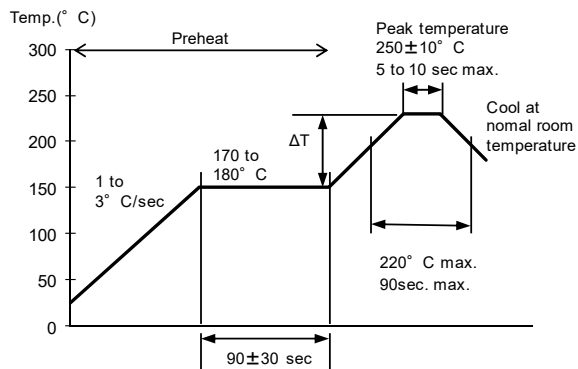 Temp.(° C)
Preheat
Peak temperature
250±10° C
5 to 10 sec max.
300
250
200
150
100
50
0
1 to
3° C/sec
170 to
180° C
ΔT
Cool at
nomal room
temperature
220° C max.
90sec. max.
90±30 sec